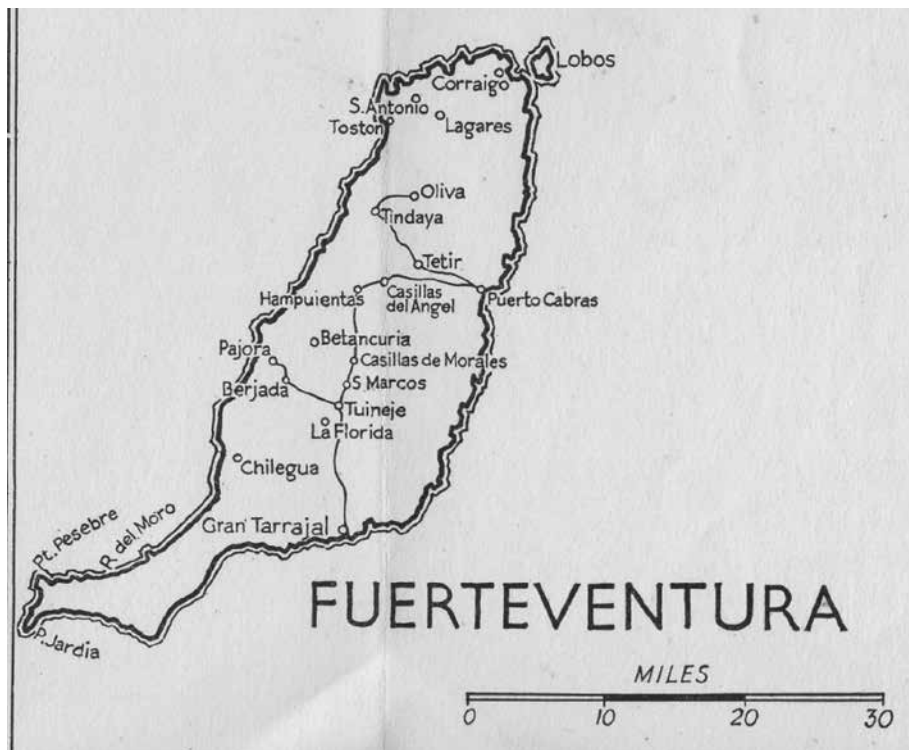 Lobos
Corraigo
S. Antonio
Toston
Lagares
Oliva
Tindaya
Tetir
Hampuientas
Casillas
del Angel
Puerto Cabras
Betancuria
Pajora
Casillas de Morales
Berjada
S Marcos
Tuineje
La Florida
Chilegua
Gran Tarrajal
Pt. Pesebre
P. del Moro
P. Jardia
FUERTEVENTURA
MILES
0 10 20 30